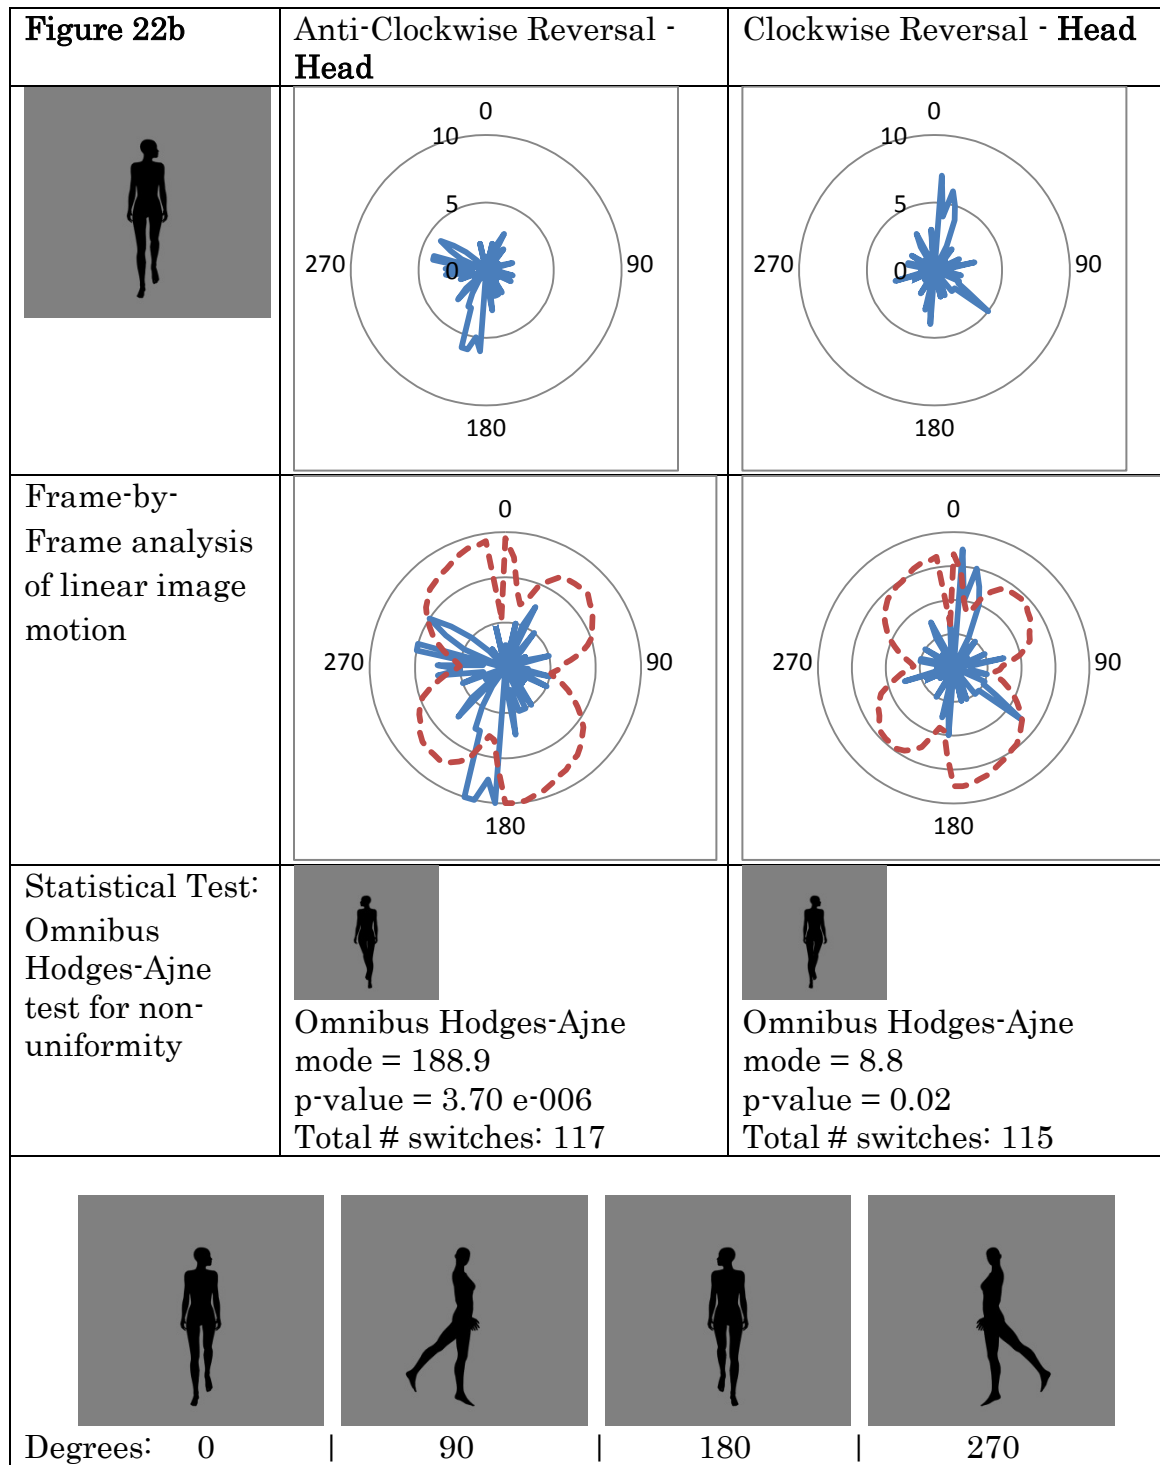 Figure 22b
Anti-Clockwise Reversal -
Head
Clockwise Reversal - Head
0
10
5
0
270
90
180
0
10
5
0
270
90
180
Frame-by-
Frame analysis
of linear image
motion
0
270
90
180
0
270
90
180
Statistical Test:
Omnibus
Hodges-Ajne
test for non-
uniformity
Omnibus Hodges-Ajne
mode = 188.9
p-value = 3.70 e-006
Total # switches: 117
Omnibus Hodges-Ajne
mode = 8.8
p-value = 0.02
Total # switches: 115
Degrees: 0 | 90 | 180 | 270